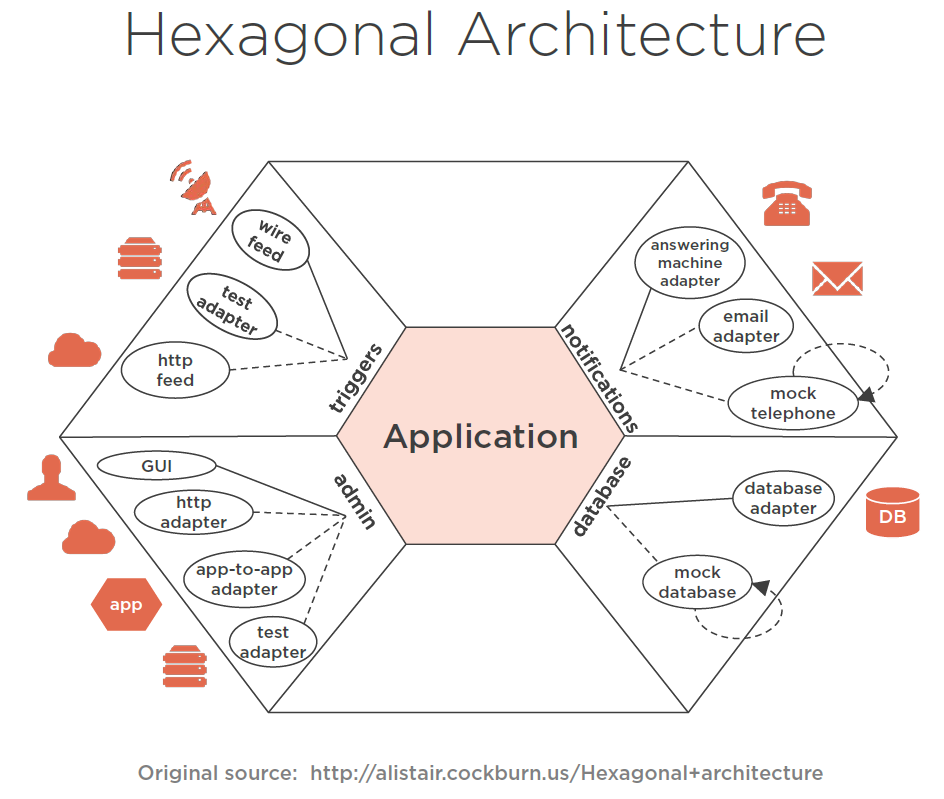 Hexagonal Architecture
wire
feed
test
adapter
http
feed
triggers
answering
machine
adapter
email
adapter
mock
telephone
notifications
Application
GUI
http
adapter
app-to-app
adapter
test
adapter
admin
app
database
database
adapter
mock
database
DB
Original source:  http://alistair.cockburn.us/Hexagonal+architecture